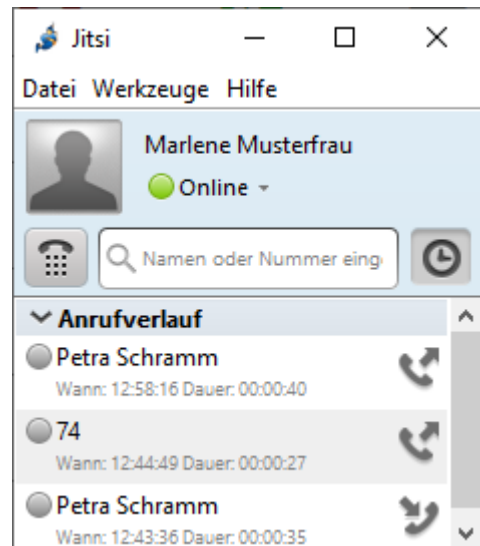 Jitsi
Datei Werkzeuge Hilfe
Marlene Musterfrau
Online
Namen oder Nummer eing
Anrufverlauf
Petra Schramm
Wann: 12:58:16 Dauer: 00:00:40
74
Wann: 12:44:49 Dauer: 00:00:27
Petra Schramm
Wann: 12:43:36 Dauer: 00:00:35